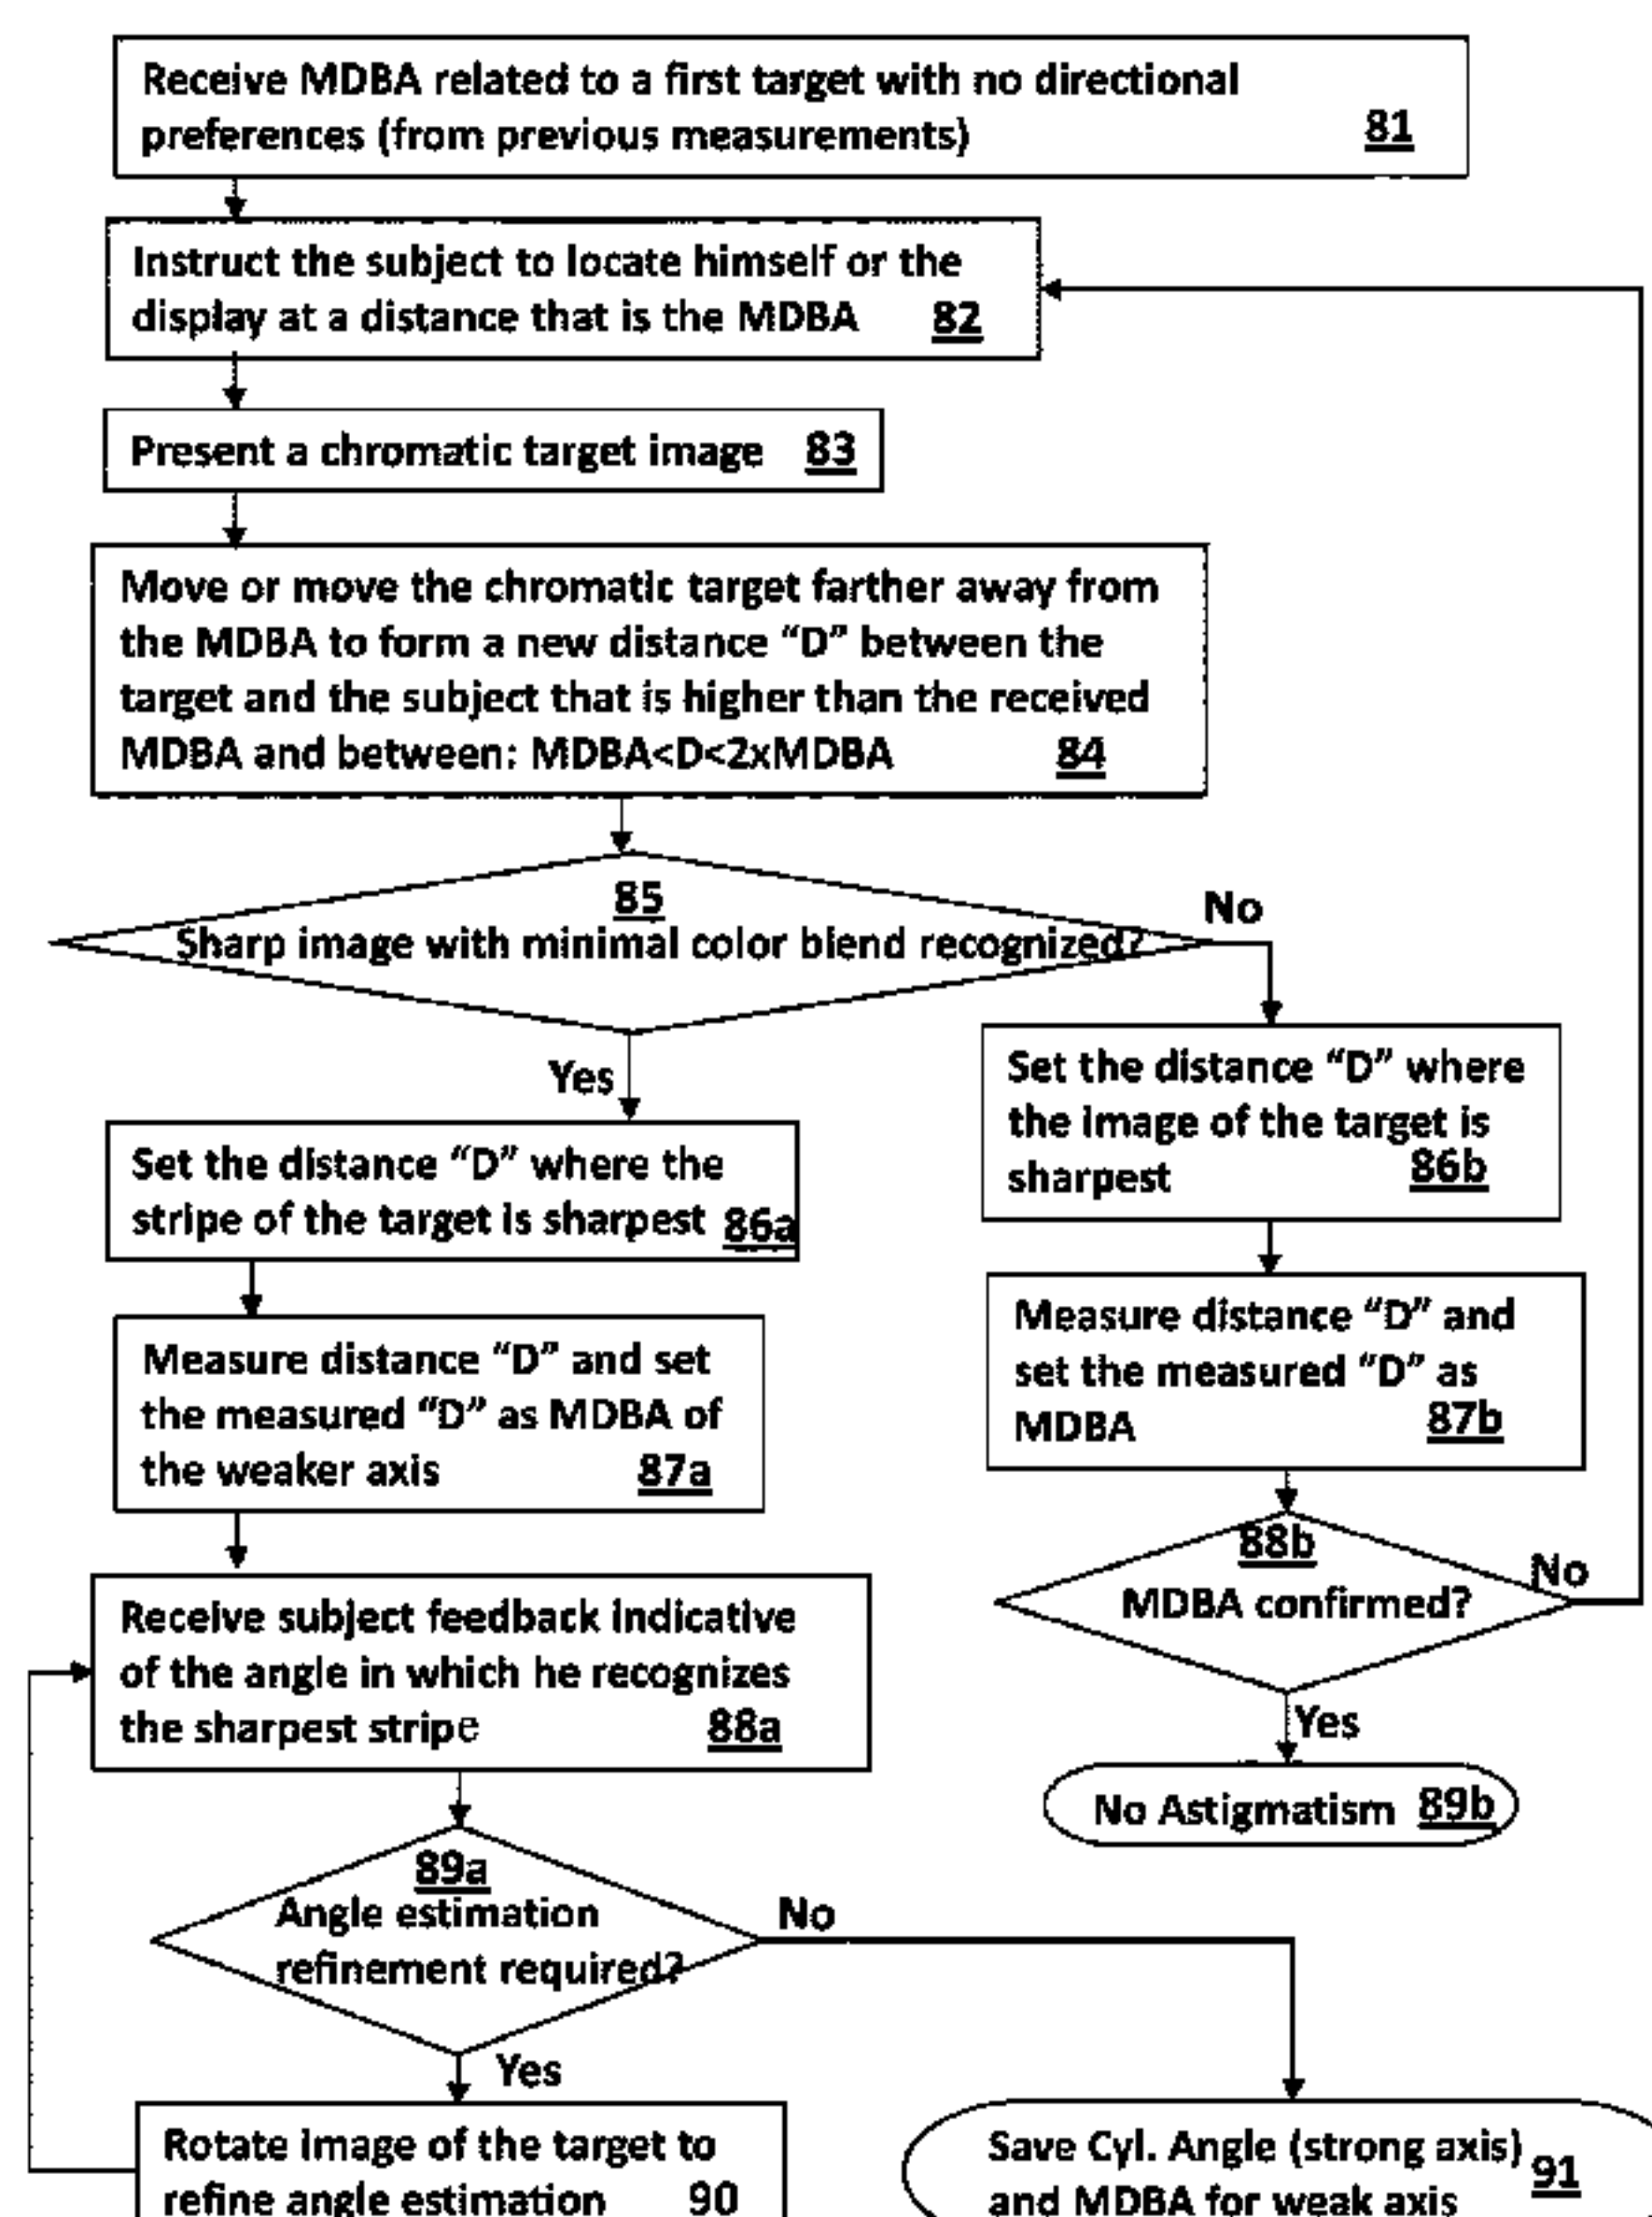 Receive MDBA related to a first target with no directional
preferences (from previous measurements) 81
Instruct the subject to locate himself or the
display at a distance that is the MDBA 82
Present a chromatic target image 83
Move or move the chromatic target farther away from
the MDBA to form a new distance “D” between the
target and the subject that is higher than the received
MDBA and between: MDBA<D<2xMDBA 84
85
Sharp image with minimal color blend recognized?
No
Yes
Set the distance “D” where the
stripe of the target is sharpest 86a
Measure distance “D” and set
the measured “D” as MDBA of
the weaker axis 87a
Receive subject feedback indicative
of the angle in which he recognizes
the sharpest stripe 88a
89a
Angle estimation
refinement required?
No
Yes
Rotate image of the target to
refine angle estimation 90
Set the distance “D” where
the image of the target is
sharpest 86b
Measure distance “D” and
set the measured “D” as
MDBA 87b
88b
MDBA confirmed?
No
Yes
No Astigmatism 89b
Save Cyl. Angle (strong axis)
and MDBA for weak axis 91